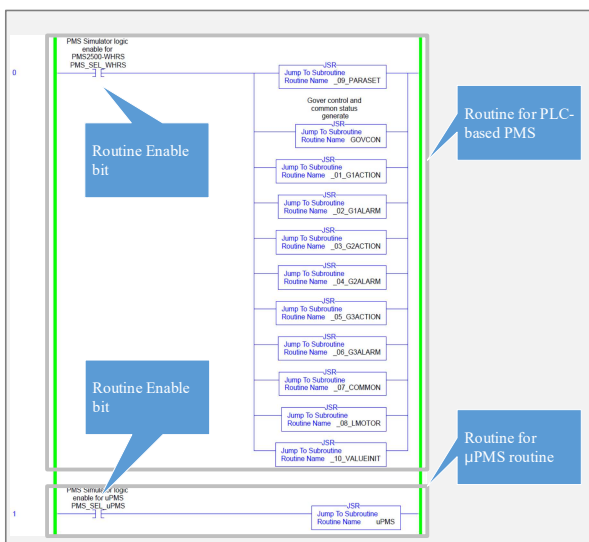 PMS Simulator logic
enable for
PMS2500-WHRS
PMS_SEL_WHRS
0
JSR
Jump To Subroutine
Routine Name _09_PARASET
Gover control and
common status
generate
JSR
Jump To Subroutine
Routine Name GOVCON
JSR
Jump To Subroutine
Routine Name _01_G1ACTION
JSR
Jump To Subroutine
Routine Name _02_G1ALARM
JSR
Jump To Subroutine
Routine Name _03_G2ACTION
JSR
Jump To Subroutine
Routine Name _04_G2ALARM
JSR
Jump To Subroutine
Routine Name _05_G3ACTION
JSR
Jump To Subroutine
Routine Name _06_G3ALARM
JSR
Jump To Subroutine
Routine Name _07_COMMON
JSR
Jump To Subroutine
Routine Name _08_LMOTOR
JSR
Jump To Subroutine
Routine Name _10_VALUEINIT
Routine Enable
bit
Routine for PLC-
based PMS
Routine Enable
bit
Routine for
μPMS routine
PMS Simulator logic
enable for uPMS
PMS_SEL_uPMS
1
JSR
Jump To Subroutine
Routine Name uPMS